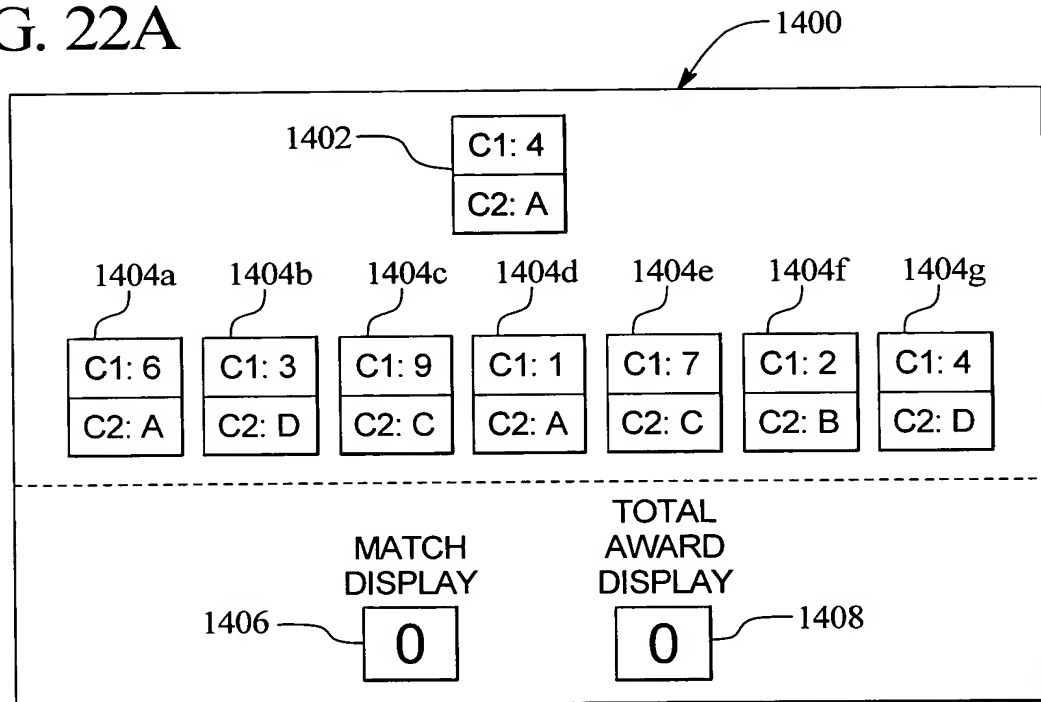 G. 22A
1400
1402
C1: 4
C2: A
1404a 1404b 1404c 1404d 1404e 1404f 1404g
C1: 6 C1: 3 C1: 9 C1: 1 C1: 7 C1: 2 C1: 4
C2: A C2: D C2: C C2: A C2: C C2: B C2: D
MATCH
DISPLAY
TOTAL
AWARD
DISPLAY
1406 0 0 1408